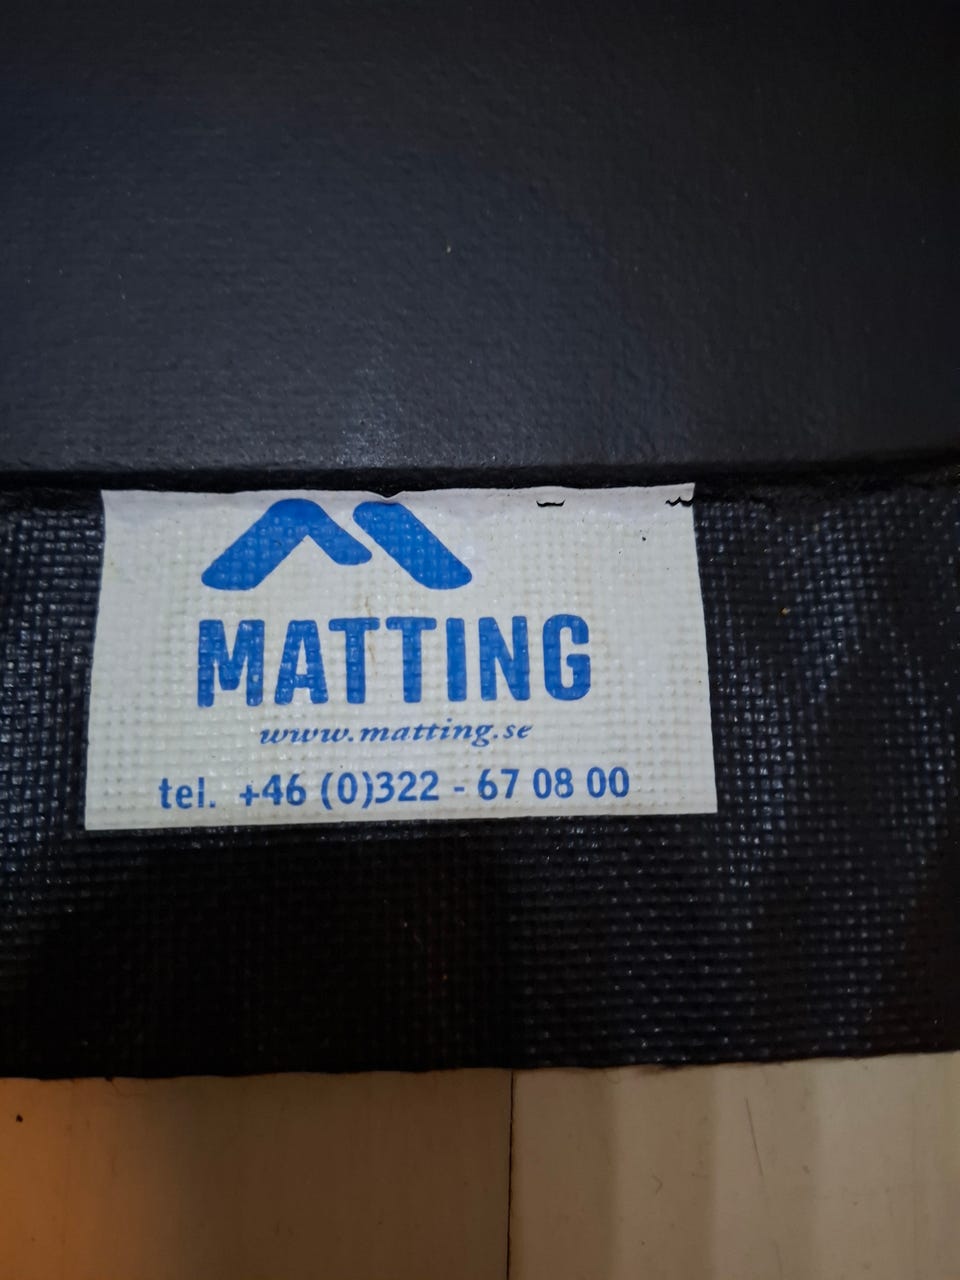 MATTING
www.matting.se
tel. +46 (0)322 - 67 08 00